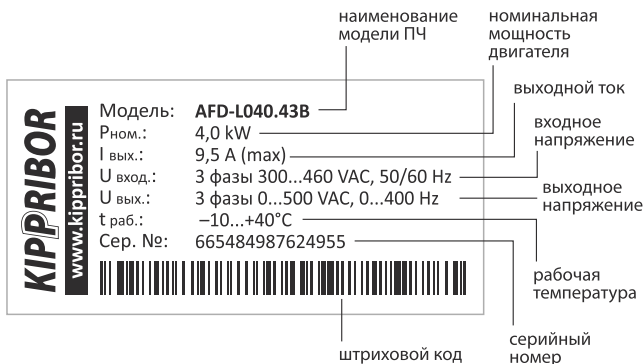 наименование
модели ПЧ
номинальная
мощность
двигателя
выходной ток
входное
напряжение
выходное
напряжение
рабочая
температура
серийный
номер
штриховой код
KIPPRIBOR
www.kippribor.ru
Модель: AFD-L040.43B
Pном.: 4,0 kW
I вых.: 9,5 A (max)
U вход.: 3 фазы 300...460 VAC, 50/60 Hz
U вых.: 3 фазы 0...500 VAC, 0...400 Hz
t раб.: –10...+40°C
Сер. №: 665484987624955